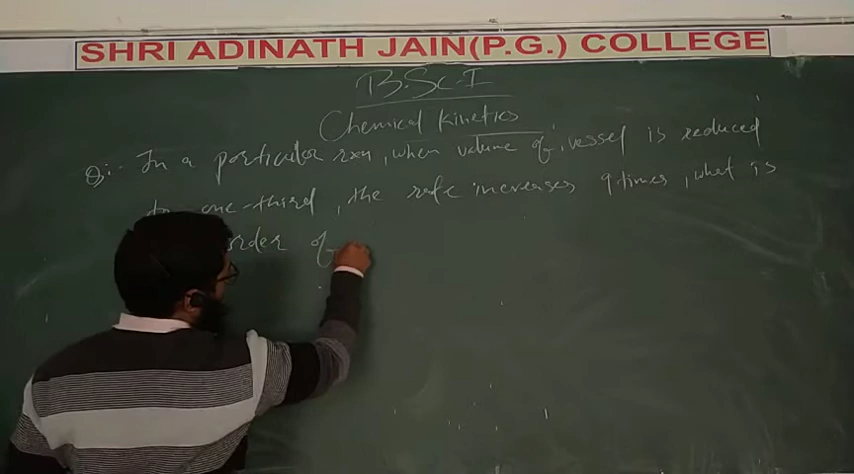 SHRI ADINATH JAIN(P.G.) COLLEGE
B.Sc-I
Chemical Kinetics
Q:- In a particular rxn, when volume of vessel is reduced
to one-third, the rate increases 9 times, what is
order of